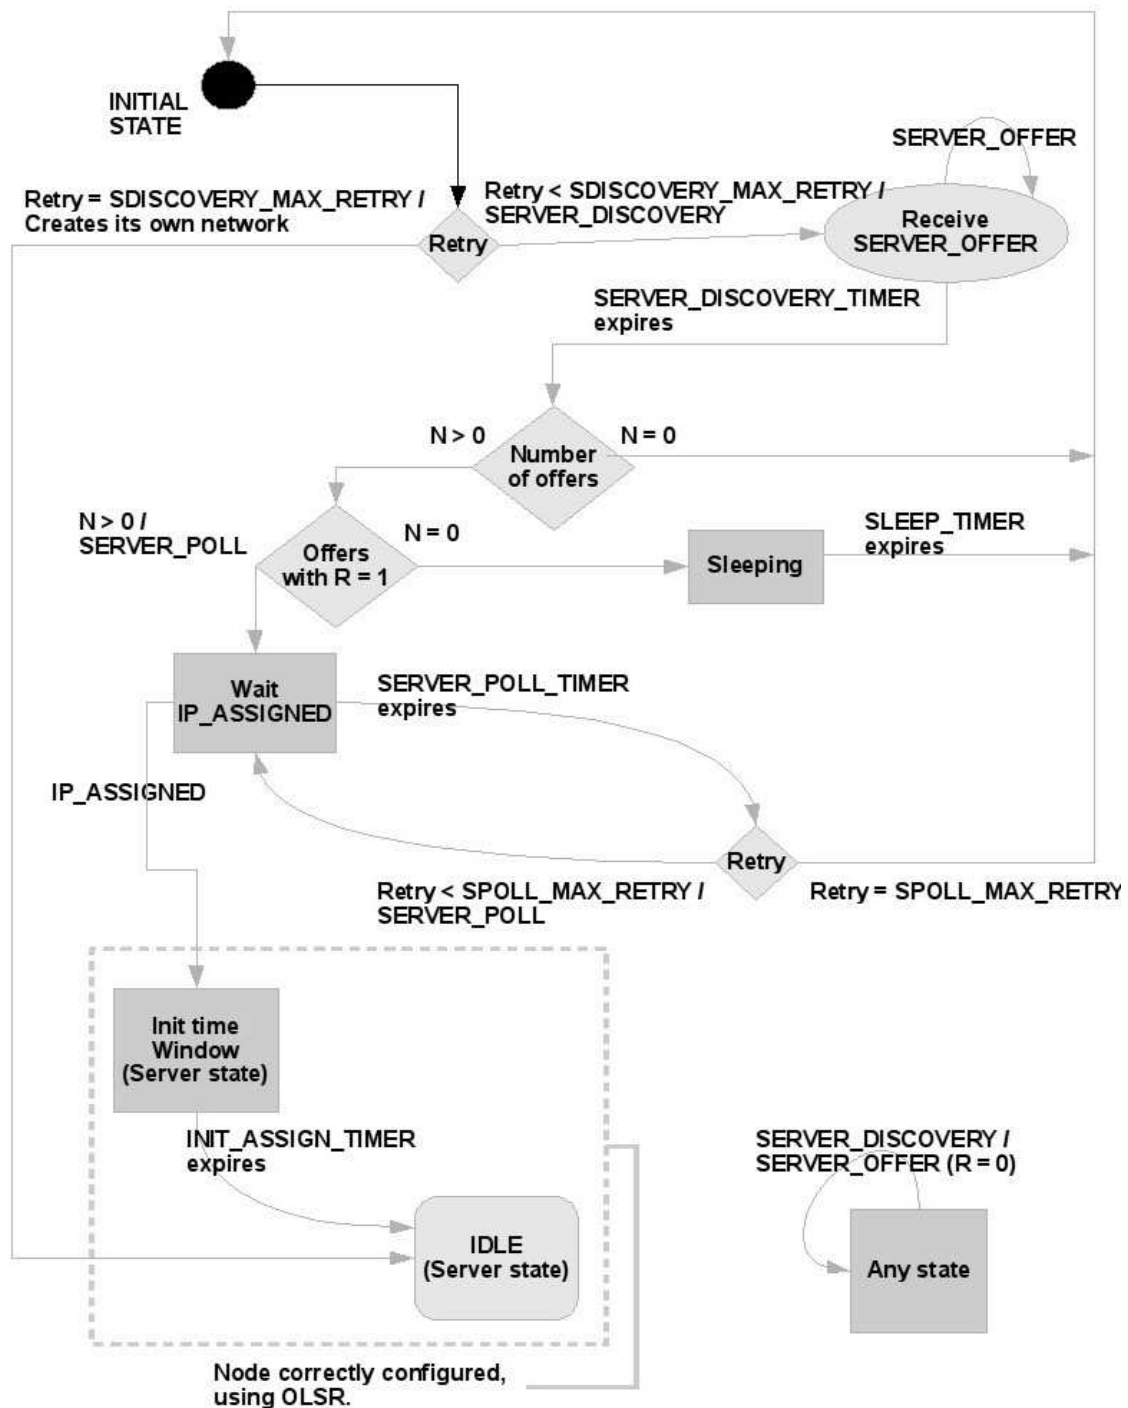 INITIAL
STATE
SERVER_OFFER
Retry = SDISCOVERY_MAX_RETRY /
Creates its own network
Retry < SDISCOVERY_MAX_RETRY /
SERVER_DISCOVERY
Retry
Receive
SERVER_OFFER
SERVER_DISCOVERY_TIMER
expires
N > 0
N = 0
Number
of offers
N > 0 /
SERVER_POLL
N = 0
Offers
with R = 1
Sleeping
SLEEP_TIMER
expires
Wait
IP_ASSIGNED
SERVER_POLL_TIMER
expires
IP_ASSIGNED
Retry
Retry < SPOLL_MAX_RETRY /
SERVER_POLL
Retry = SPOLL_MAX_RETRY
Init time
Window
(Server state)
INIT_ASSIGN_TIMER
expires
SERVER_DISCOVERY /
SERVER_OFFER (R = 0)
IDLE
(Server state)
Any state
Node correctly configured,
using OLSR.